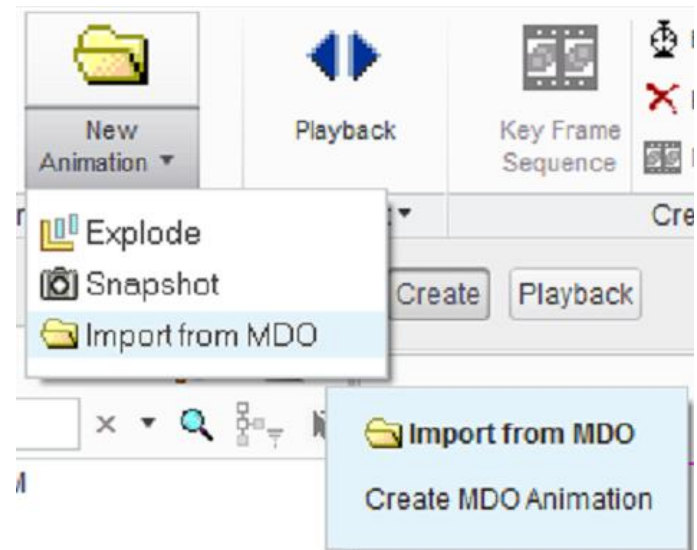 New
Animation
Playback
Key Frame
Sequence
Explode
Snapshot
Import from MDO
Cre
Create
Playback
Import from MDO
Create MDO Animation